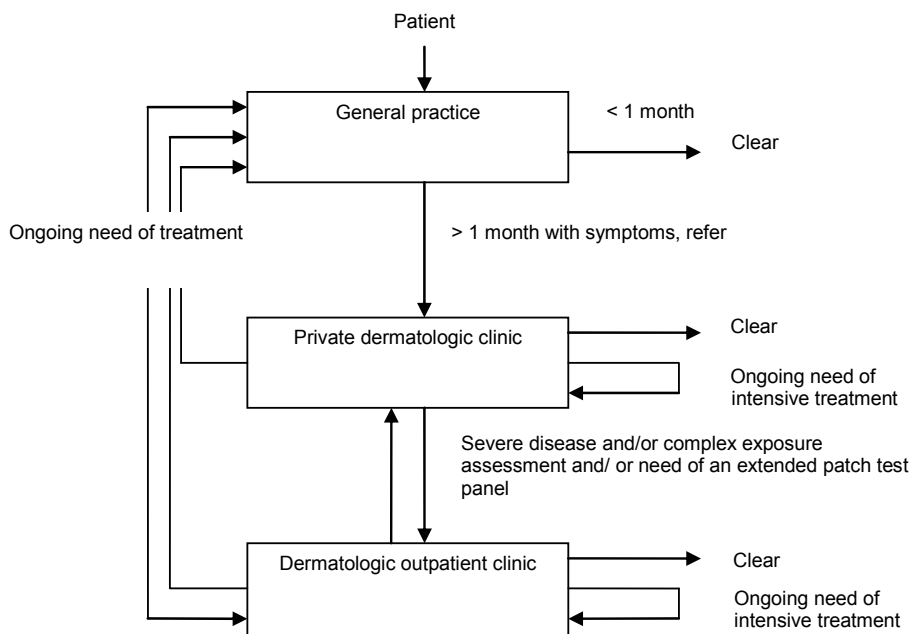 Patient
General practice
< 1 month
Clear
Ongoing need of treatment
> 1 month with symptoms, refer
Private dermatologic clinic
Clear
Ongoing need of
intensive treatment
Severe disease and/or complex exposure
assessment and/ or need of an extended patch test
panel
Dermatologic outpatient clinic
Clear
Ongoing need of
intensive treatment